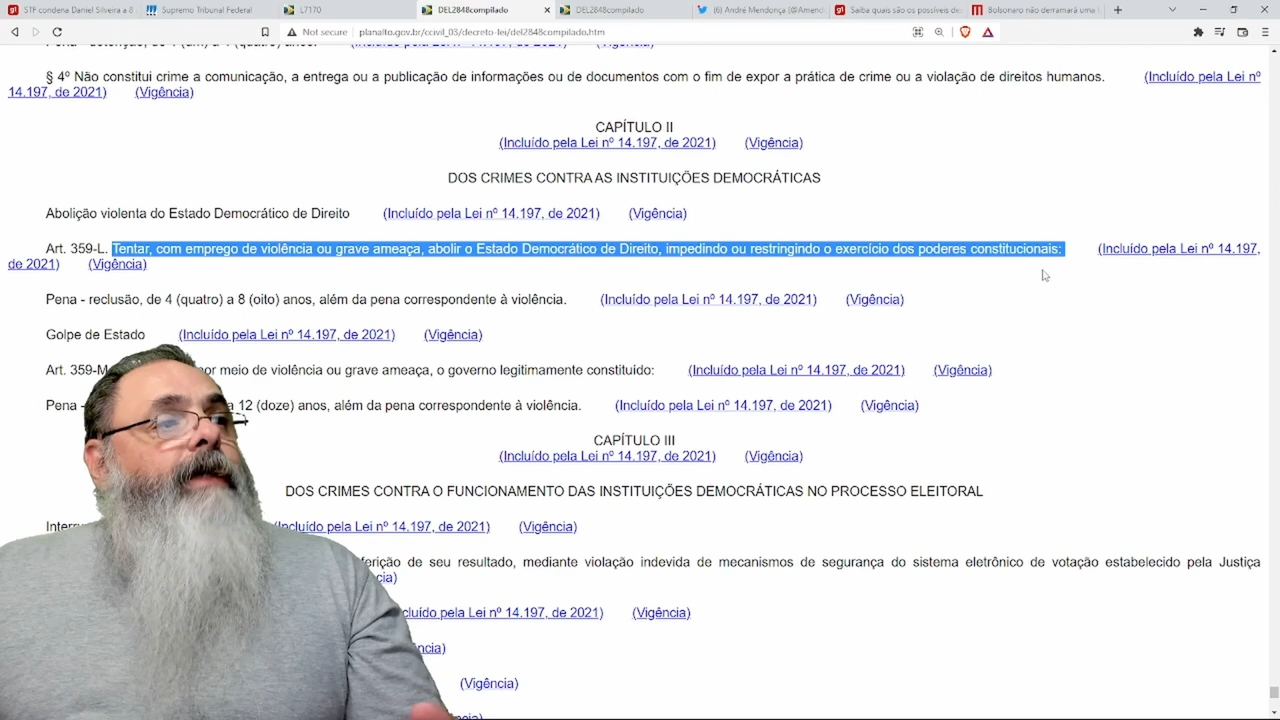 STF condena Daniel Silveira a 8
Supremo Tribunal Federal
L7170
DEL2848compilado
DEL2848compilado
(6) André Mendonça (@Amend
Saiba quais são os possíveis des
Bolsonaro não derramará uma l
Not secure
planalto.gov.br/ccivil_03/decreto-lei/del2848compilado.htm
§ 4º Não constitui crime a comunicação, a entrega ou a publicação de informações ou de documentos com o fim de expor a prática de crime ou a violação de direitos humanos. (Incluído pela Lei nº
14.197, de 2021) (Vigência)
CAPÍTULO II
(Incluído pela Lei nº 14.197, de 2021) (Vigência)
DOS CRIMES CONTRA AS INSTITUIÇÕES DEMOCRÁTICAS
Abolição violenta do Estado Democrático de Direito (Incluído pela Lei nº 14.197, de 2021) (Vigência)
Art. 359-L. Tentar, com emprego de violência ou grave ameaça, abolir o Estado Democrático de Direito, impedindo ou restringindo o exercício dos poderes constitucionais: (Incluído pela Lei nº 14.197,
de 2021) (Vigência)
Pena - reclusão, de 4 (quatro) a 8 (oito) anos, além da pena correspondente à violência. (Incluído pela Lei nº 14.197, de 2021) (Vigência)
Golpe de Estado (Incluído pela Lei nº 14.197, de 2021) (Vigência)
Art. 359-M por meio de violência ou grave ameaça, o governo legitimamente constituído: (Incluído pela Lei nº 14.197, de 2021) (Vigência)
Pena - a 12 (doze) anos, além da pena correspondente à violência. (Incluído pela Lei nº 14.197, de 2021) (Vigência)
CAPÍTULO III
(Incluído pela Lei nº 14.197, de 2021) (Vigência)
DOS CRIMES CONTRA O FUNCIONAMENTO DAS INSTITUIÇÕES DEMOCRÁTICAS NO PROCESSO ELEITORAL
Interru (Incluído pela Lei nº 14.197, de 2021) (Vigência)
ferição de seu resultado, mediante violação indevida de mecanismos de segurança do sistema eletrônico de votação estabelecido pela Justiça
cia)
cluído pela Lei nº 14.197, de 2021) (Vigência)
ncia)
(Vigência)